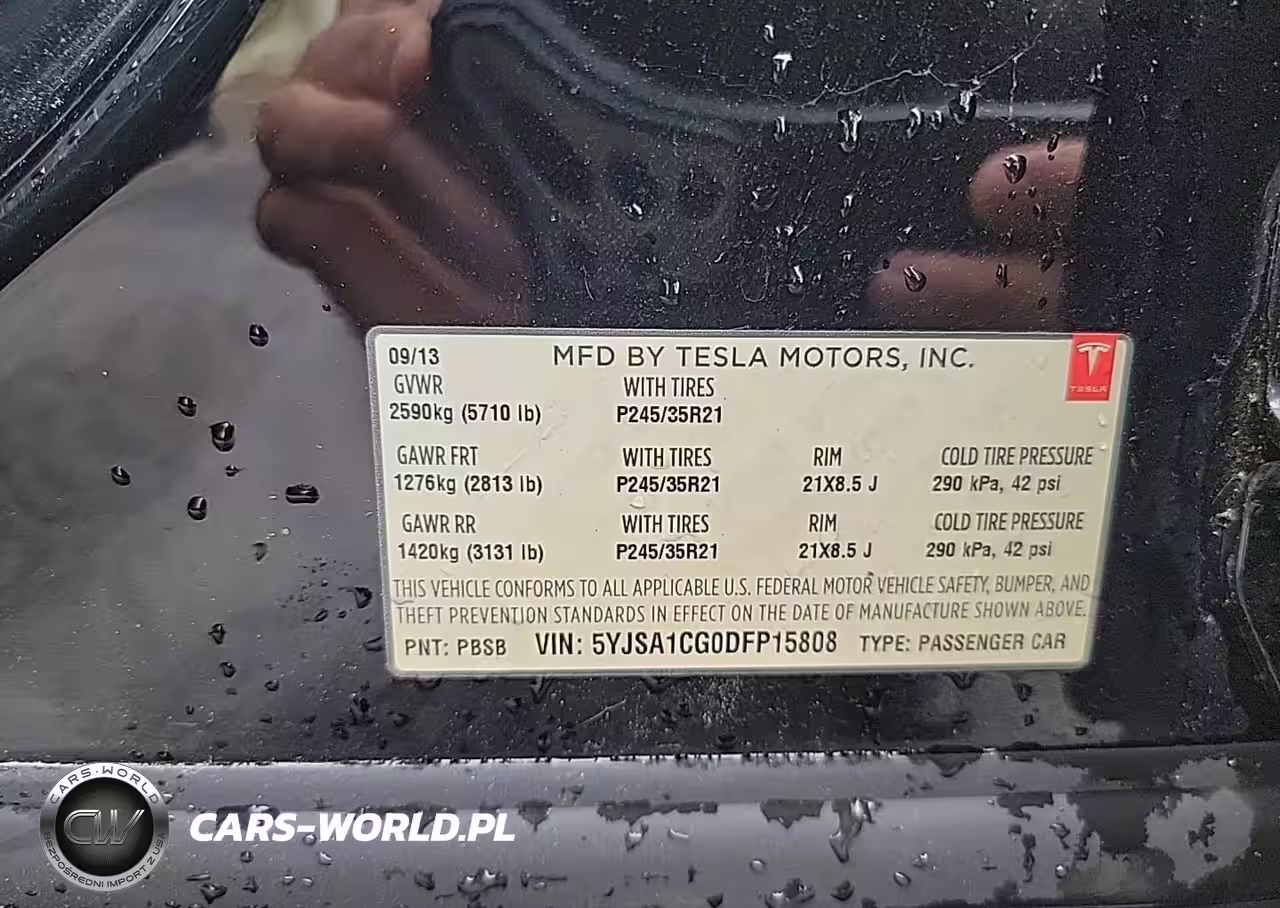 09/13 MFD BY TESLA MOTORS, INC.
TESLA
GVWR WITH TIRES
2590kg (5710 lb) P245/35R21
GAWR FRT WITH TIRES RIM COLD TIRE PRESSURE
1276kg (2813 lb) P245/35R21 21X8.5 J 290 kPa, 42 psi
GAWR RR WITH TIRES RIM COLD TIRE PRESSURE
1420kg (3131 lb) P245/35R21 21X8.5 J 290 kPa, 42 psi
THIS VEHICLE CONFORMS TO ALL APPLICABLE U.S. FEDERAL MOTOR VEHICLE SAFETY, BUMPER, AND
THEFT PREVENTION STANDARDS IN EFFECT ON THE DATE OF MANUFACTURE SHOWN ABOVE.
PNT: PBSB VIN: 5YJSA1CG0DFP15808 TYPE: PASSENGER CAR
CARS-WORLD
CW
BEZPOŚREDNI IMPORT Z USA
CARS-WORLD.PL